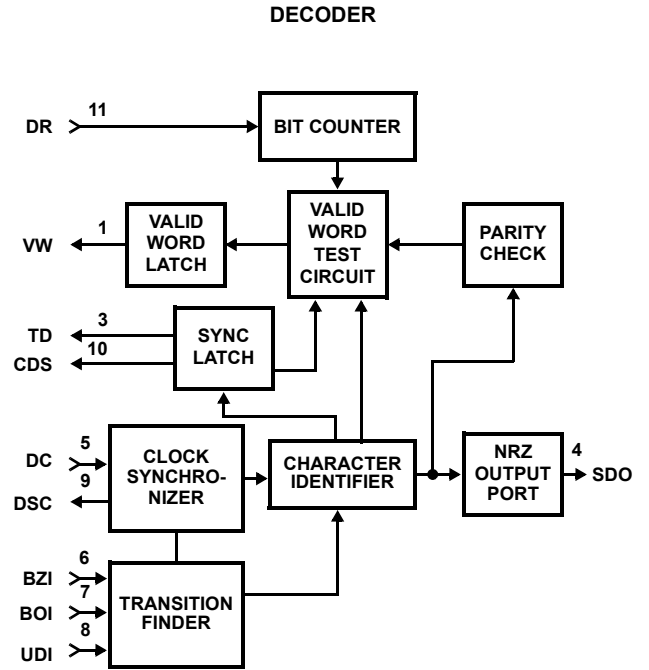 DECODER
11
DR
BIT COUNTER
VALID
WORD
TEST
CIRCUIT
1
VW
VALID
WORD
LATCH
PARITY
CHECK
3
TD
10
CDS
SYNC
LATCH
5
DC
9
DSC
CLOCK
SYNCHRO-
NIZER
CHARACTER
IDENTIFIER
NRZ
OUTPUT
PORT
4
SDO
6
BZI
7
BOI
8
UDI
TRANSITION
FINDER